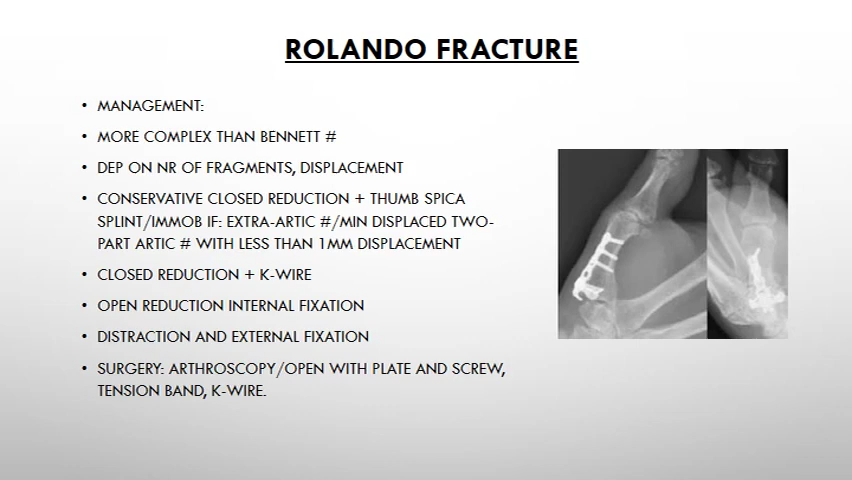 ROLANDO FRACTURE
• MANAGEMENT:
• MORE COMPLEX THAN BENNETT #
• DEP ON NR OF FRAGMENTS, DISPLACEMENT
• CONSERVATIVE CLOSED REDUCTION + THUMB SPICA
SPLINT/IMMOB IF: EXTRA-ARTIC #/MIN DISPLACED TWO-
PART ARTIC # WITH LESS THAN 1MM DISPLACEMENT
• CLOSED REDUCTION + K-WIRE
• OPEN REDUCTION INTERNAL FIXATION
• DISTRACTION AND EXTERNAL FIXATION
• SURGERY: ARTHROSCOPY/OPEN WITH PLATE AND SCREW,
TENSION BAND, K-WIRE.